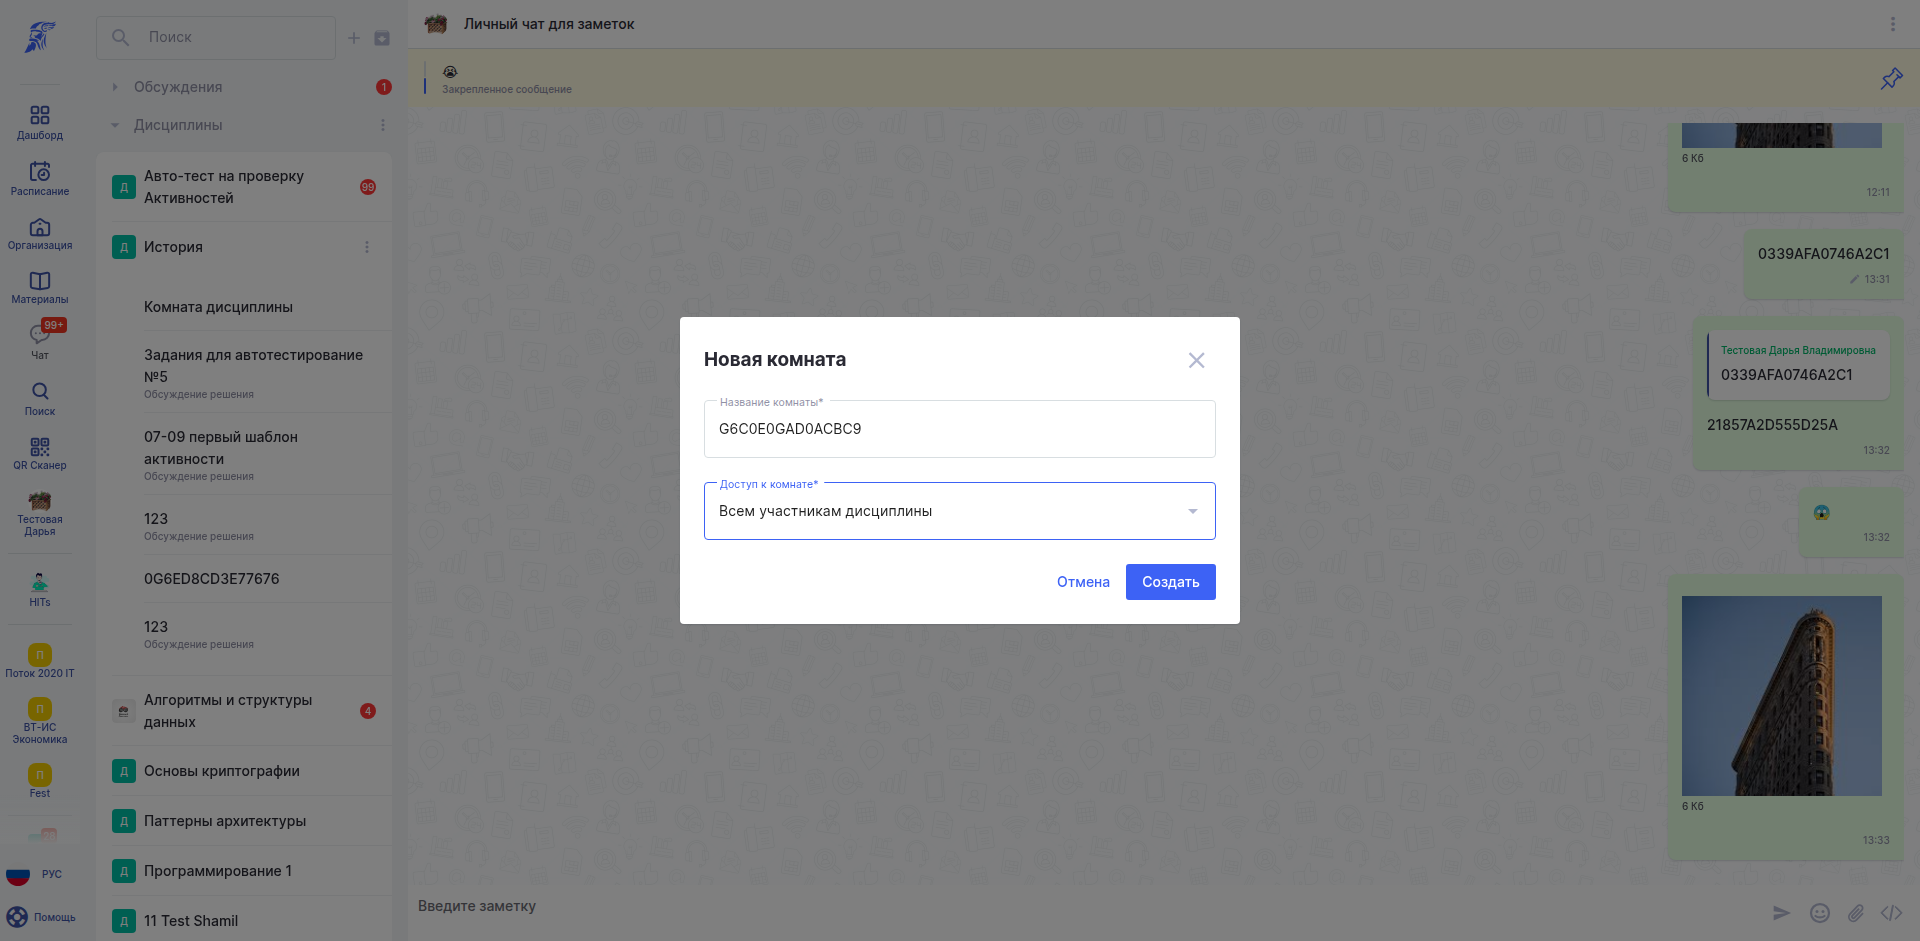 Дашборд
Расписание
Организация
Материалы
99+
Чат
Поиск
QR Сканер
Тестовая
Дарья
HITs
П
Поток 2020 IT
П
ВТ-ИС
Экономика
П
Fest
РУС
Помощь
Поиск
Обсуждения
1
Дисциплины
Д
Авто-тест на проверку
Активностей
99
Д
История
Комната дисциплины
Задания для автотестирование
№5
Обсуждение решения
07-09 первый шаблон
активности
Обсуждение решения
123
Обсуждение решения
0G6ED8CD3E77676
123
Обсуждение решения
Алгоритмы и структуры
данных
4
Д
Основы криптографии
Д
Паттерны архитектуры
Д
Программирование 1
Д
11 Test Shamil
Личный чат для заметок
Закрепленное сообщение
6 Кб
12:11
0339AFA0746A2C1
13:31
Тестовая Дарья Владимировна
0339AFA0746A2C1
21857A2D555D25A
13:32
13:32
6 Кб
13:33
Введите заметку
Новая комната
Название комнаты*
G6C0E0GAD0ACBC9
Доступ к комнате*
Всем участникам дисциплины
Отмена
Создать